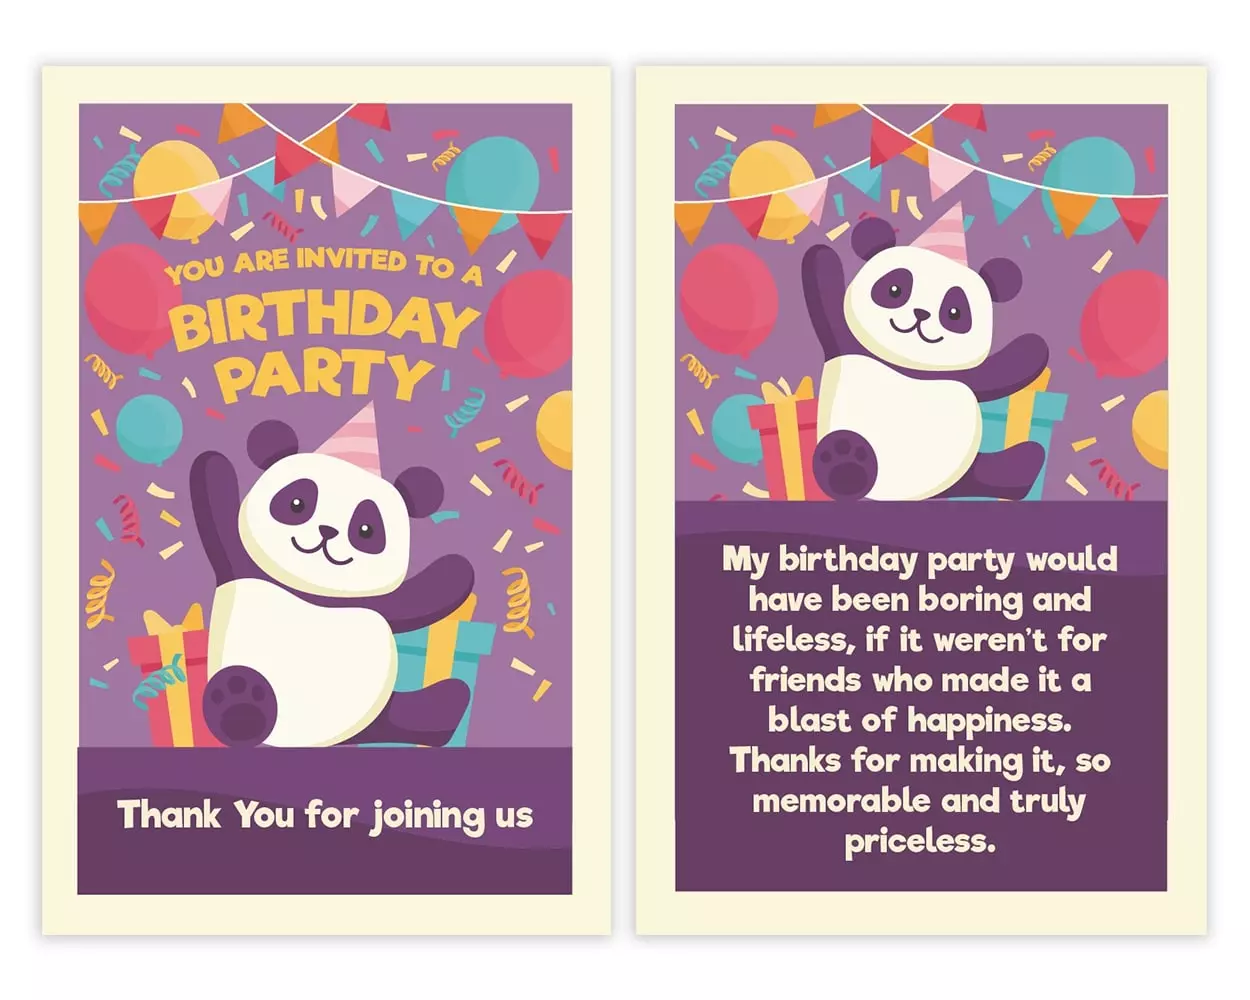 YOU ARE INVITED TO A
BIRTHDAY
PARTY
Thank You for joining us
My birthday party would
have been boring and
lifeless, if it weren't for
friends who made it a
blast of happiness.
Thanks for making it, so
memorable and truly
priceless.